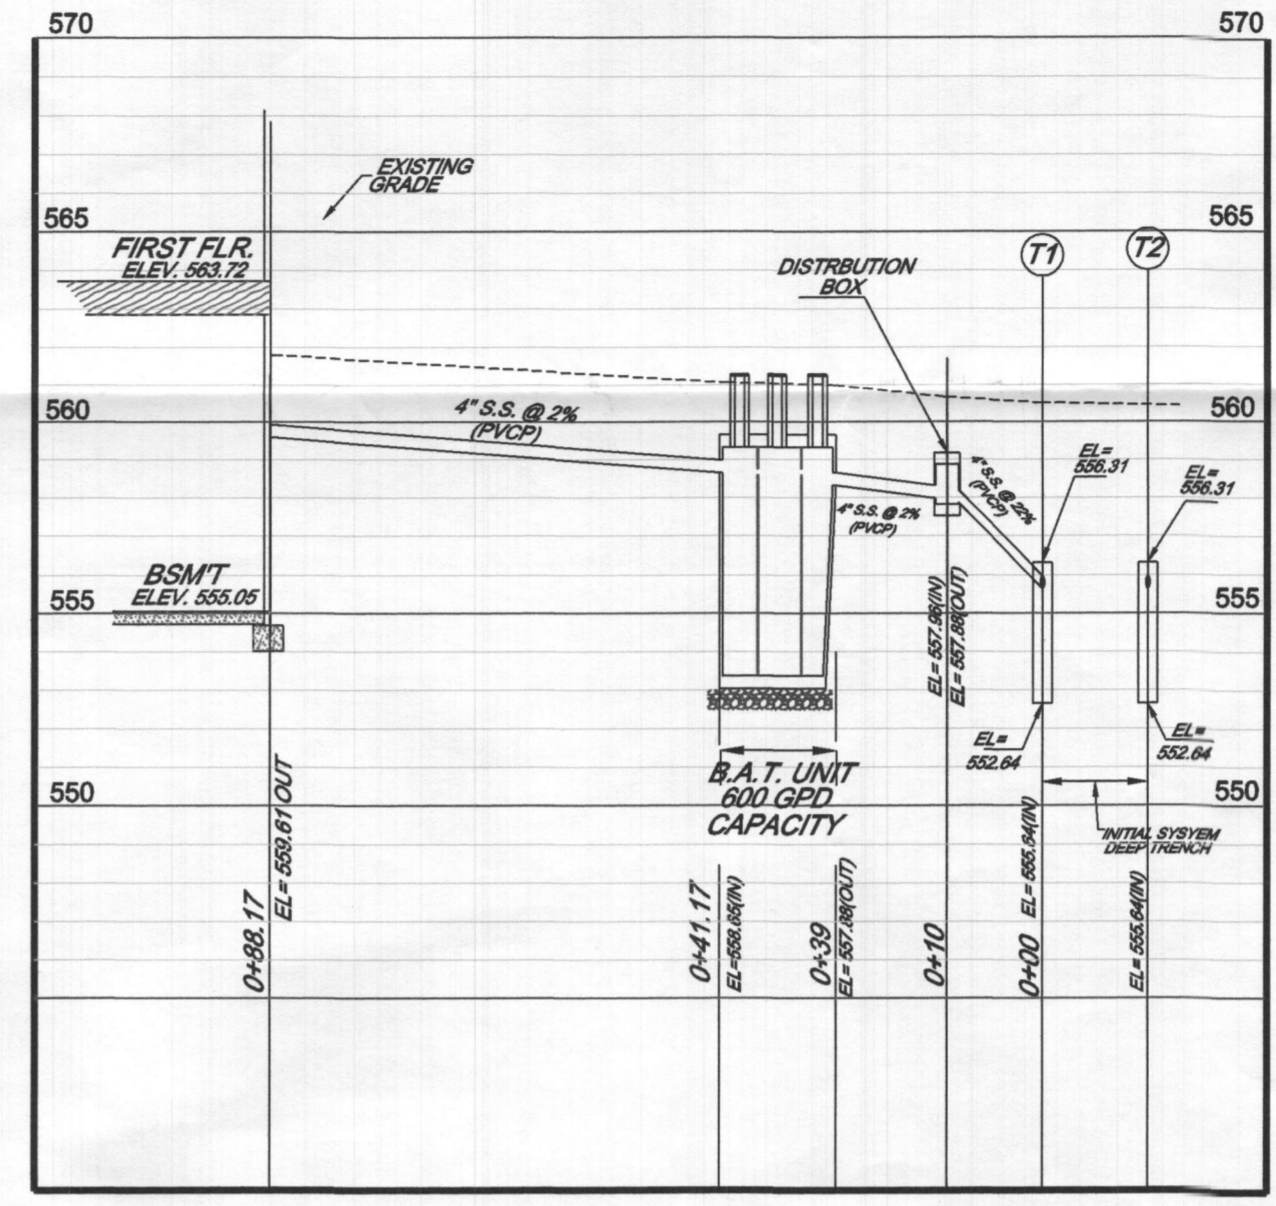 570
570
EXISTING
GRADE
565
565
FIRST FLR.
ELEV. 563.72
T1
T2
DISTRBUTION
BOX
560
560
4" S.S. @ 2%
(PVCP)
EL=
556.31
EL=
556.31
4" S.S. @ 22%
(PVCP)
4" S.S. @ 2%
(PVCP)
BSM'T
ELEV. 555.05
555
555
EL= 557.96(IN)
EL= 557.88(OUT)
EL=
552.64
EL=
552.64
B.A.T. UNIT
600 GPD
CAPACITY
550
550
INITIAL SYSYEM
DEEP TRENCH
0+88.17
EL= 559.61 OUT
0+41.17
EL=558.65(IN)
0+39
EL= 557.98(OUT)
0+10
0+00
EL= 555.64(IN)
EL= 555.64(IN)